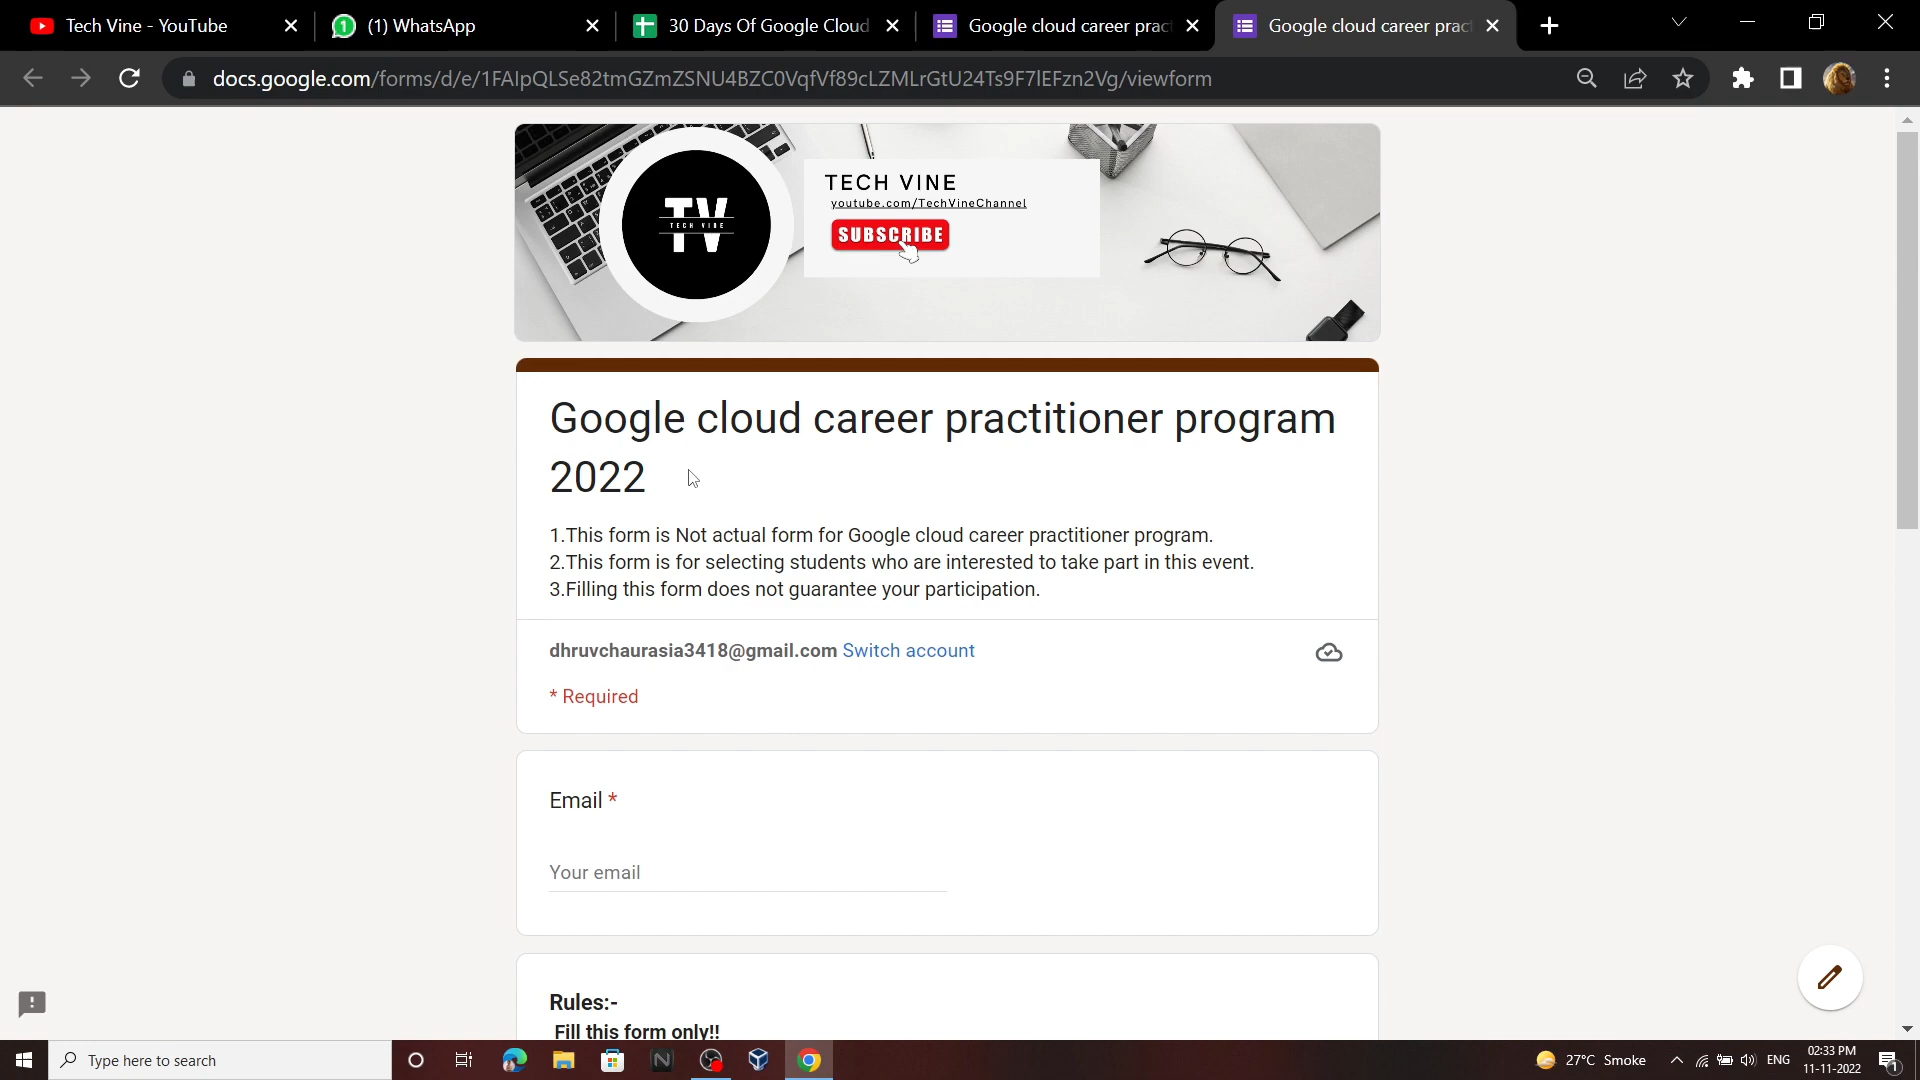 Tech Vine - YouTube
(1) WhatsApp
30 Days Of Google Cloud
Google cloud career prac
Google cloud career prac
docs.google.com/forms/d/e/1FAIpQLSe82tmGZmZSNU4BZC0VqfVf89cLZMLrGtU24Ts9F7lEFzn2Vg/viewform
TV
TECH VINE
TECH VINE
youtube.com/TechVineChannel
SUBSCRIBE
Google cloud career practitioner program
2022
1.This form is Not actual form for Google cloud career practitioner program.
2.This form is for selecting students who are interested to take part in this event.
3.Filling this form does not guarantee your participation.
dhruvchaurasia3418@gmail.com Switch account
* Required
Email *
Your email
Rules:-
Fill this form only!!
Type here to search
27°C Smoke
ENG
02:33 PM
11-11-2022
1